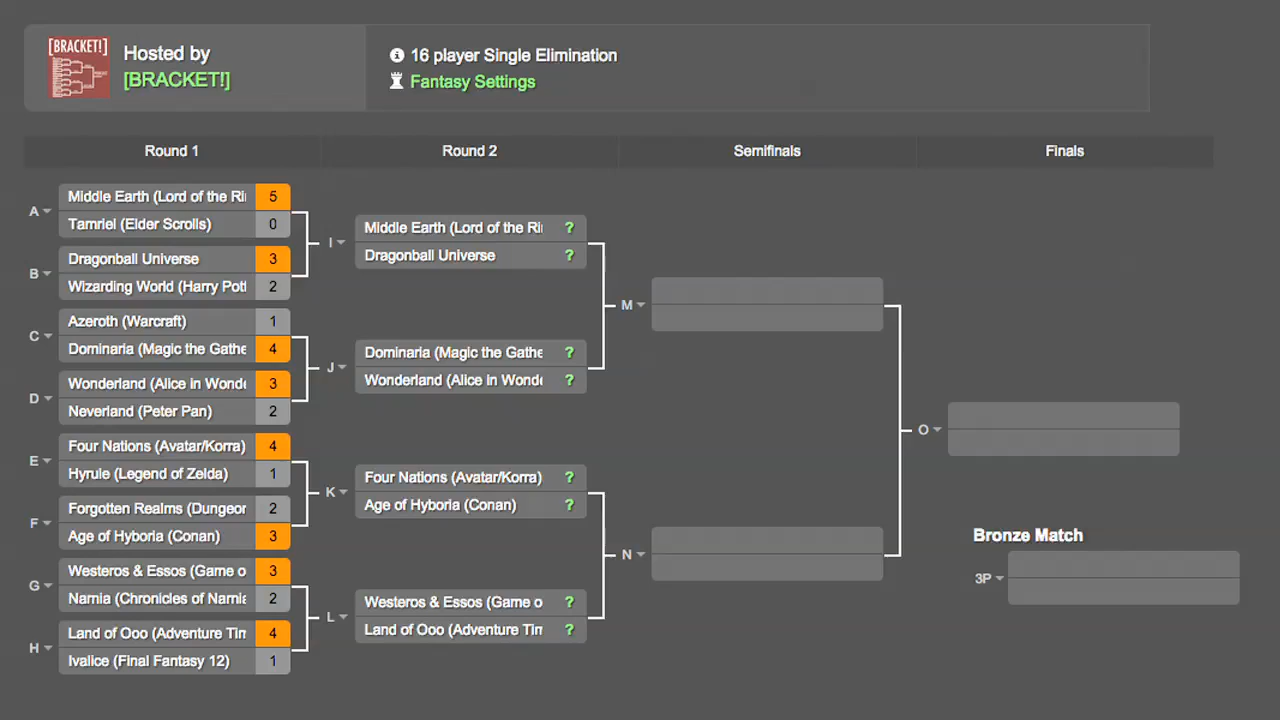 [BRACKET!]
Hosted by
[BRACKET!]
16 player Single Elimination
Fantasy Settings
Round 1
Round 2
Semifinals
Finals
A
Middle Earth (Lord of the Ri
5
Tamriel (Elder Scrolls)
0
B
Dragonball Universe
3
Wizarding World (Harry Pot
2
C
Azeroth (Warcraft)
1
Dominaria (Magic the Gathe
4
D
Wonderland (Alice in Wonde
3
Neverland (Peter Pan)
2
E
Four Nations (Avatar/Korra)
4
Hyrule (Legend of Zelda)
1
F
Forgotten Realms (Dungeor
2
Age of Hyboria (Conan)
3
G
Westeros & Essos (Game o
3
Narnia (Chronicles of Narnia
2
H
Land of Ooo (Adventure Tim
4
Ivalice (Final Fantasy 12)
1
I
Middle Earth (Lord of the Ri
?
Dragonball Universe
?
J
Dominaria (Magic the Gathe
?
Wonderland (Alice in Wonde
?
K
Four Nations (Avatar/Korra)
?
Age of Hyboria (Conan)
?
L
Westeros & Essos (Game o
?
Land of Ooo (Adventure Tim
?
M
N
O
Bronze Match
3P